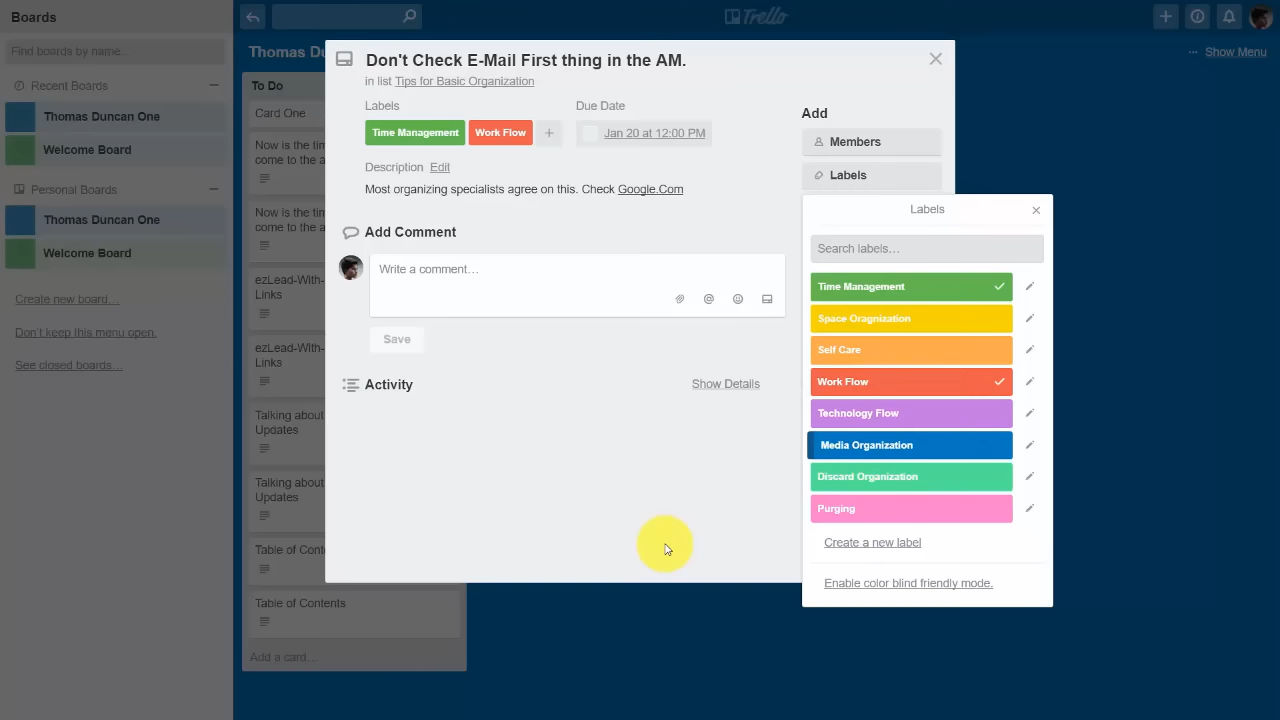 Boards
Trello
Find boards by name...
Thomas Du
... Show Menu
Recent Boards
Thomas Duncan One
Welcome Board
Personal Boards
Thomas Duncan One
Welcome Board
Create new board...
Don't keep this menu open.
See closed boards...
To Do
Card One
Now is the tim
come to the a
Now is the tim
come to the a
ezLead-With-
Links
ezLead-With-
Links
Talking about
Updates
Talking about
Updates
Table of Conte
Table of Contents
Add a card...
Don't Check E-Mail First thing in the AM.
in list Tips for Basic Organization
Labels
Due Date
Time Management
Work Flow
Jan 20 at 12:00 PM
Description Edit
Most organizing specialists agree on this. Check Google.Com
Add Comment
Write a comment…
Save
Activity
Show Details
Add
Members
Labels
Labels
Search labels…
Time Management
Space Oragnization
Self Care
Work Flow
Technology Flow
Media Organization
Discard Organization
Purging
Create a new label
Enable color blind friendly mode.